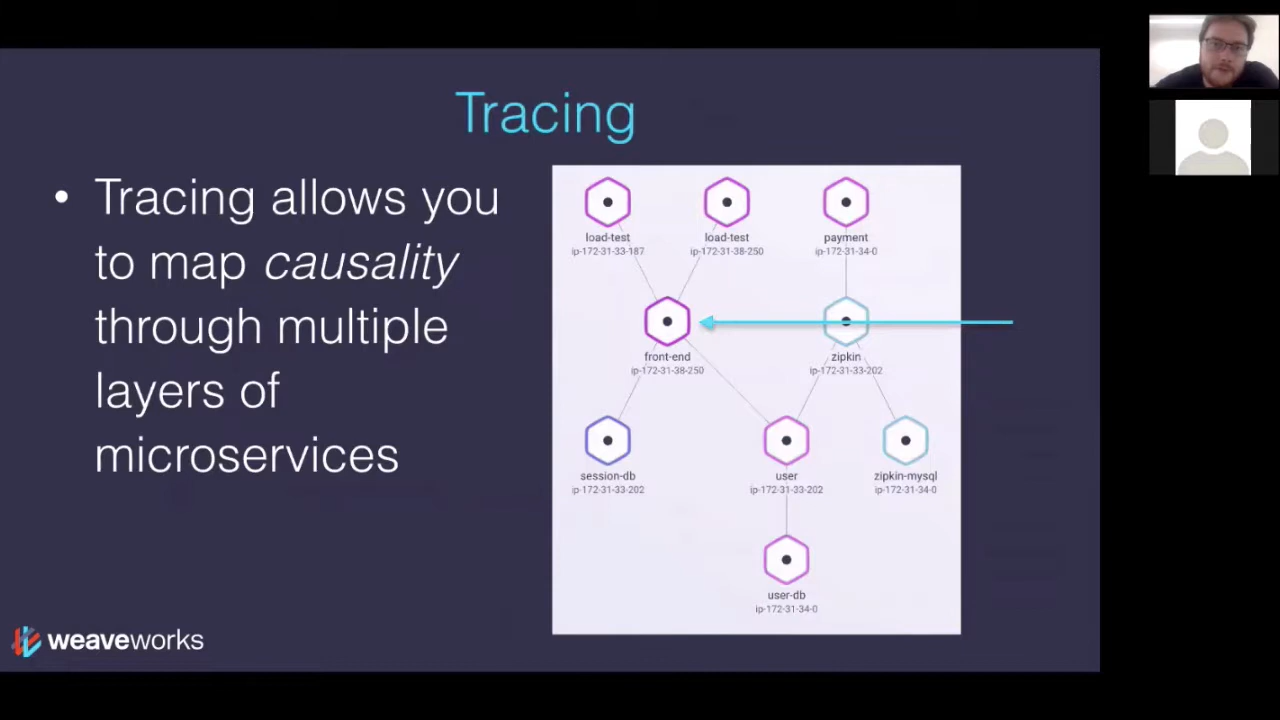 Tracing
• Tracing allows you
to map causality
through multiple
layers of
microservices
load-test
ip-172-31-33-187
load-test
ip-172-31-38-250
payment
ip-172-31-34-0
front-end
ip-172-31-38-250
zipkin
ip-172-31-33-202
session-db
ip-172-31-33-202
user
ip-172-31-33-202
zipkin-mysql
ip-172-31-34-0
user-db
ip-172-31-34-0
weaveworks